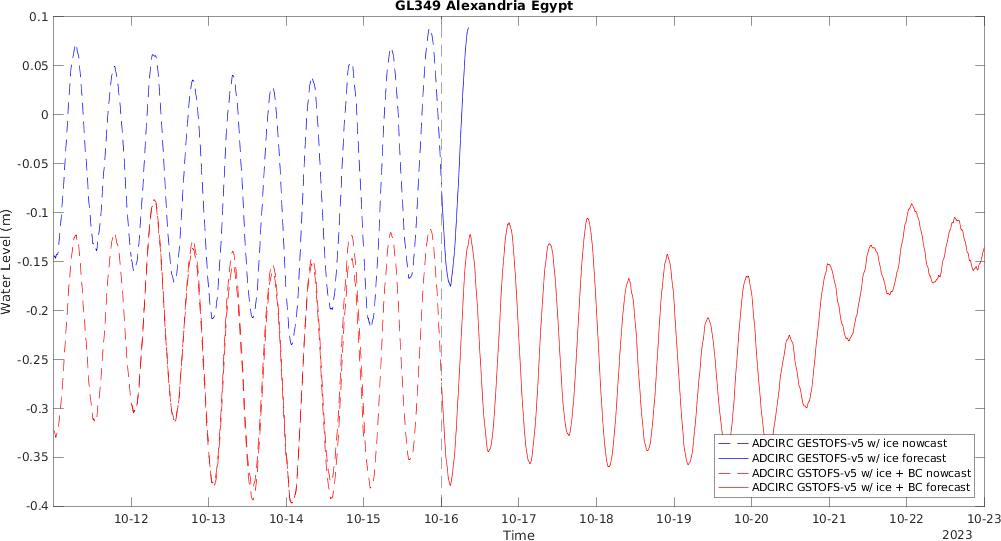 GL349 Alexandria Egypt
0.1
0.05
0
-0.05
-0.1
-0.15
-0.2
-0.25
-0.3
-0.35
-0.4
Water Level (m)
ADCIRC GESTOFS-v5 w/ ice nowcast
ADCIRC GESTOFS-v5 w/ ice forecast
ADCIRC GSTOFS-v5 w/ ice + BC nowcast
ADCIRC GSTOFS-v5 w/ ice + BC forecast
10-12 10-13 10-14 10-15 10-16 10-17 10-18 10-19 10-20 10-21 10-22 10-23
Time
2023